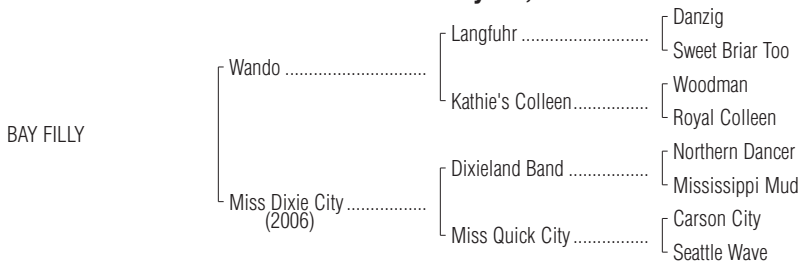 Danzig
Langfuhr ..........................
Sweet Briar Too
Wando .............................
Woodman
Kathie's Colleen................
Royal Colleen
BAY FILLY
Northern Dancer
Dixieland Band .................
Mississippi Mud
Miss Dixie City .................
(2006)
Carson City
Miss Quick City................
Seattle Wave